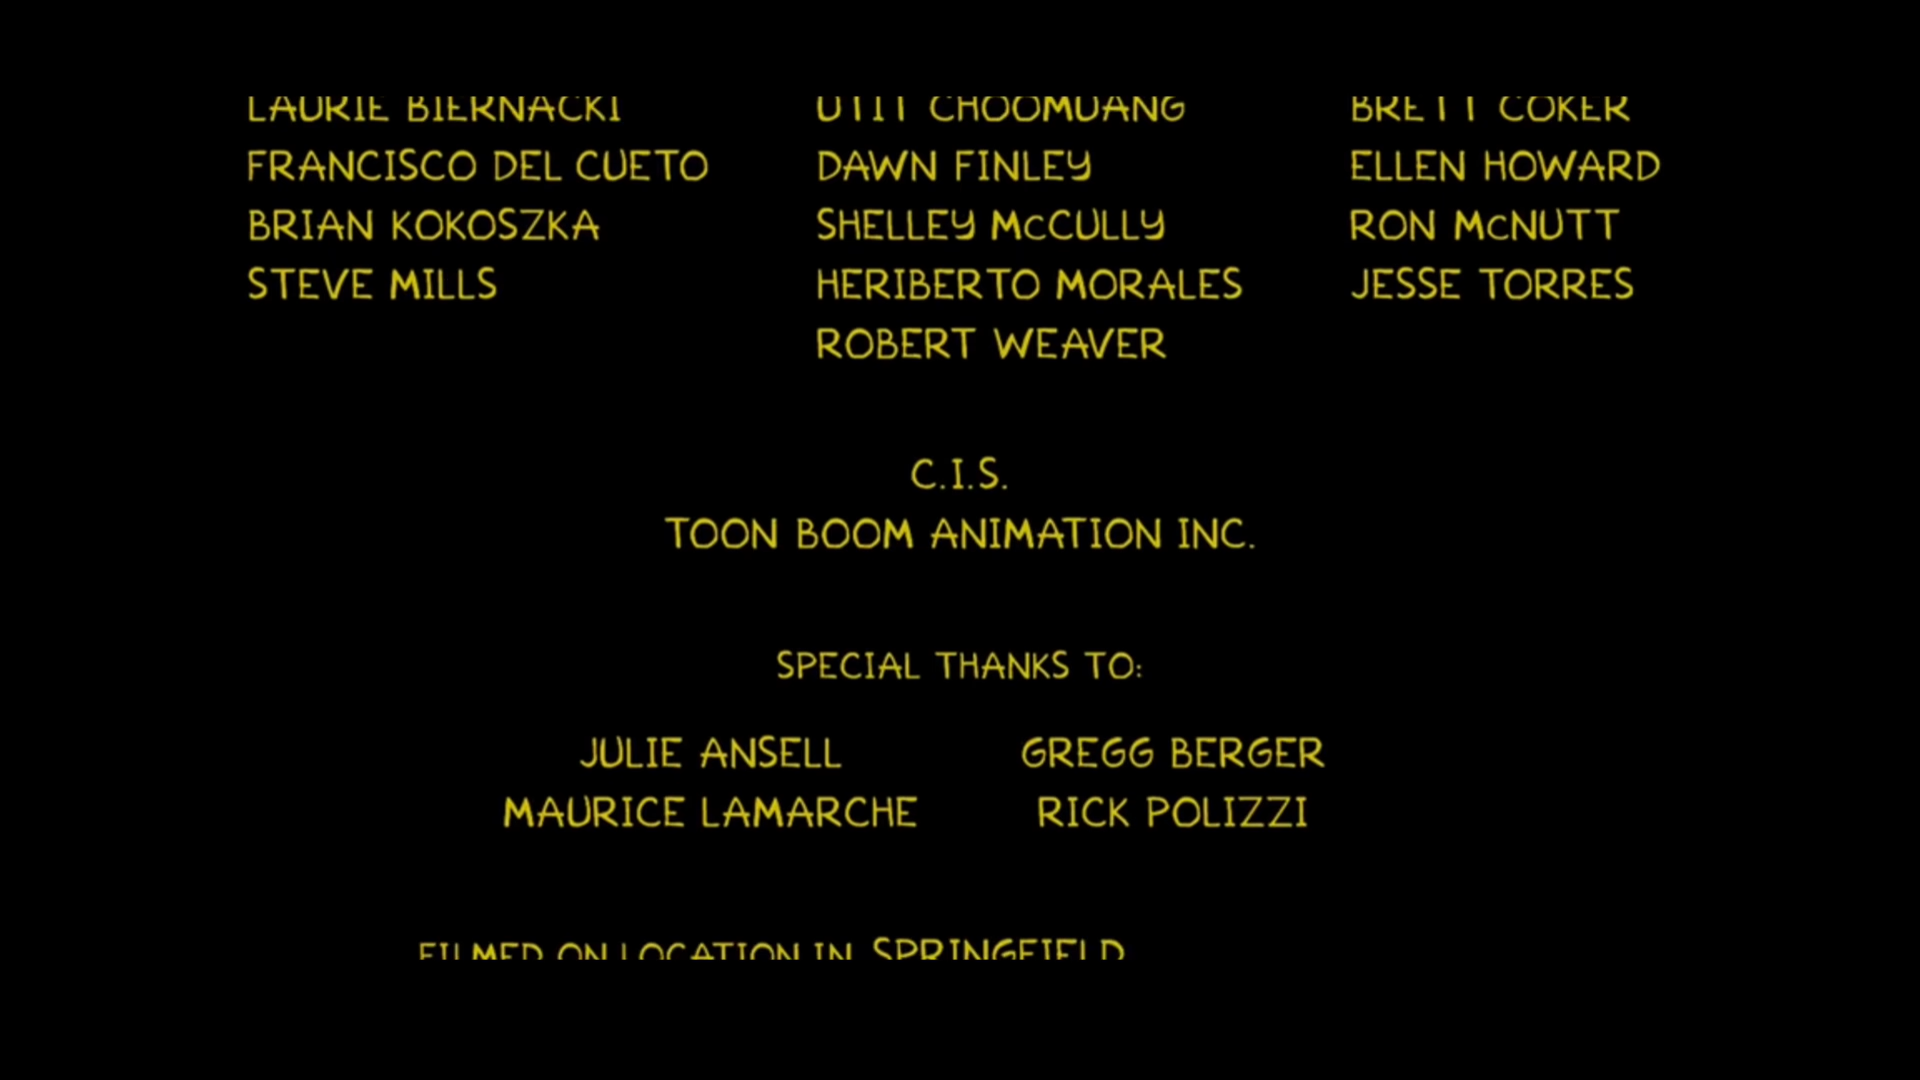 LAURIE BIERNACKI UTIT CHOOMUANG BRETT COKER
FRANCISCO DEL CUETO DAWN FINLEY ELLEN HOWARD
BRIAN KOKOSZKA SHELLEY McCULLY RON McNUTT
STEVE MILLS HERIBERTO MORALES JESSE TORRES
ROBERT WEAVER
C.I.S.
TOON BOOM ANIMATION INC.
SPECIAL THANKS TO:
JULIE ANSELL GREGG BERGER
MAURICE LAMARCHE RICK POLIZZI
FILMED ON LOCATION IN SPRINGFIELD